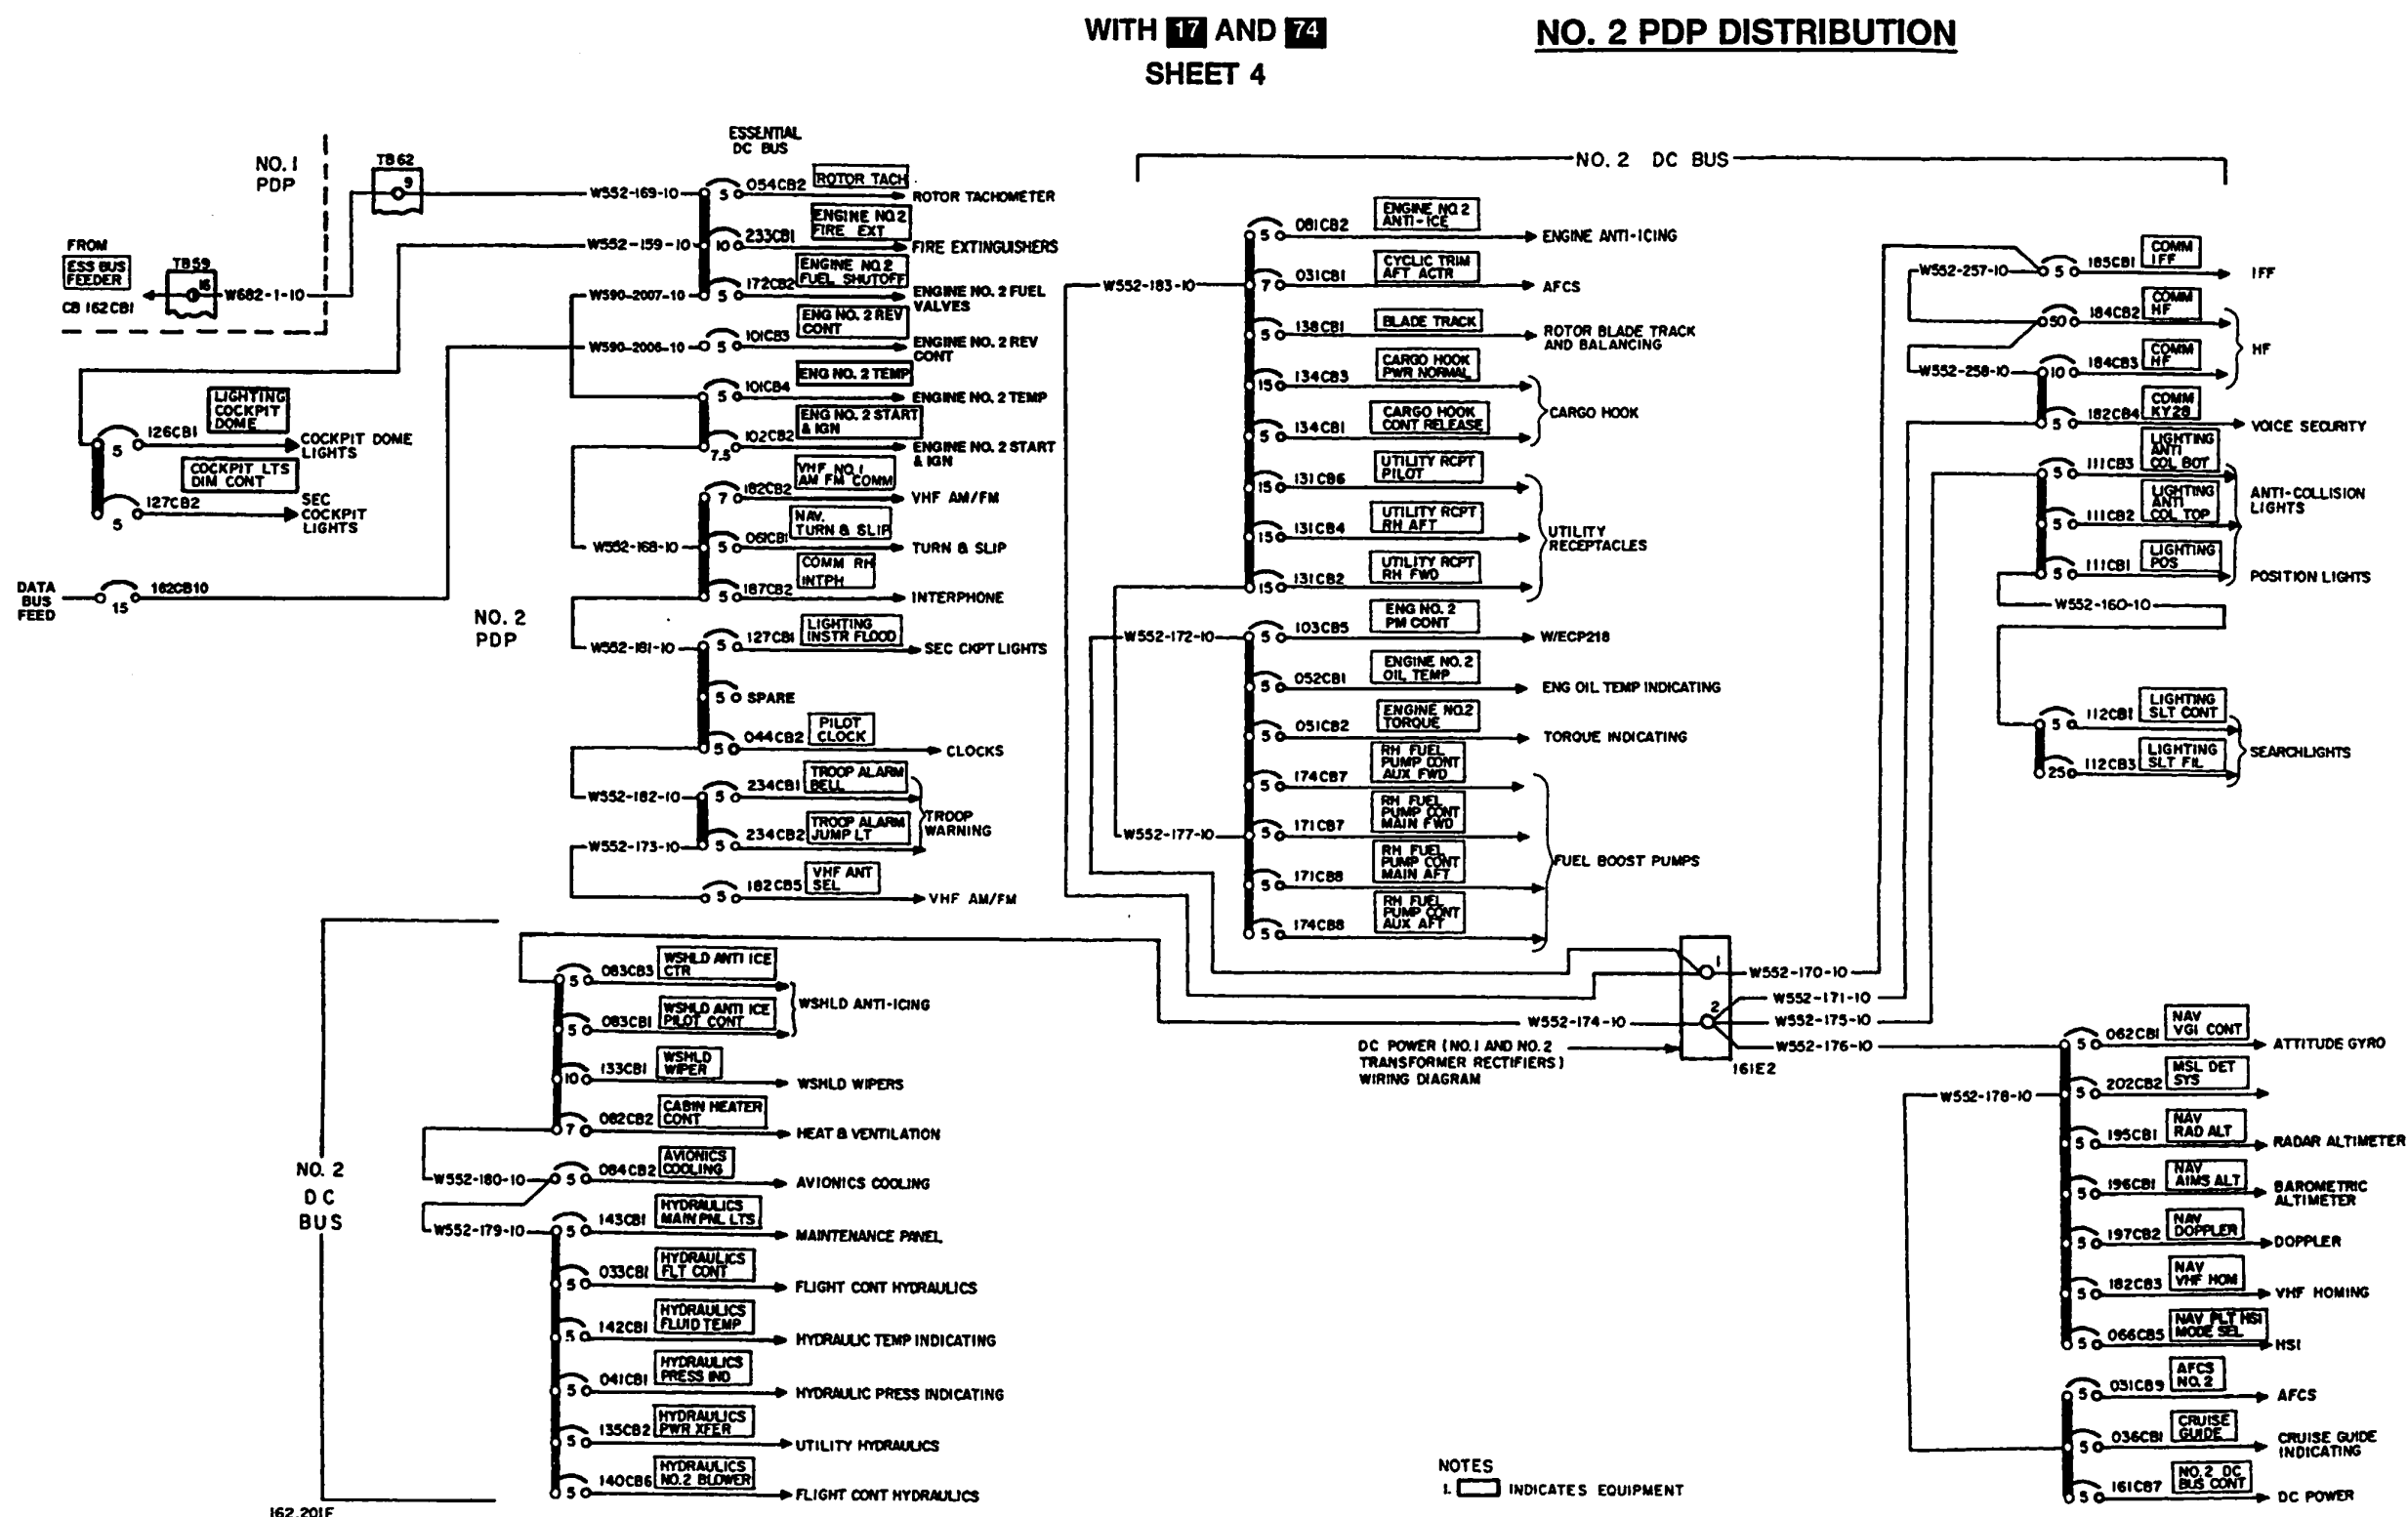 WITH 17 AND 74
SHEET 4
NO. 2 PDP DISTRIBUTION
NO. 1
PDP
TB 62
9
FROM
ESS BUS
FEEDER
CB 162CB1
TB59
16
W682-1-10
ESSENTIAL
DC BUS
W552-169-10
5
054CB2
ROTOR TACH
ROTOR TACHOMETER
W552-159-10
10
233CB1
ENGINE NO.2
FIRE EXT
FIRE EXTINGUISHERS
W590-2007-10
5
172CB2
ENGINE NO.2
FUEL SHUTOFF
ENGINE NO. 2 FUEL
VALVES
W590-2006-10
5
101CB3
ENG NO. 2 REV
CONT
ENGINE NO. 2 REV
CONT
5
101CB4
ENG NO. 2 TEMP
ENGINE NO. 2 TEMP
7.5
102CB2
ENG NO. 2 START
& IGN
ENGINE NO. 2 START
& IGN
7
182CB2
VHF NO. 1
AM FM COMM
VHF AM/FM
W552-168-10
5
061CB1
NAV.
TURN & SLIP
TURN & SLIP
5
187CB2
COMM RH
INTPH
INTERPHONE
W552-181-10
5
127CB1
LIGHTING
INSTR FLOOD
SEC CKPT LIGHTS
5
SPARE
5
044CB2
PILOT
CLOCK
CLOCKS
W552-182-10
5
234CB1
TROOP ALARM
BELL
W552-173-10
5
234CB2
TROOP ALARM
JUMP LT
TROOP
WARNING
5
182CB5
VHF ANT
SEL
VHF AM/FM
5
126CB1
LIGHTING
COCKPIT
DOME
COCKPIT DOME
LIGHTS
5
127CB2
COCKPIT LTS
DIM CONT
SEC
COCKPIT
LIGHTS
DATA
BUS
FEED
15
162CB10
NO. 2
PDP
NO. 2 DC BUS
5
081CB2
ENGINE NO.2
ANTI-ICE
ENGINE ANTI-ICING
W552-183-10
7
031CB1
CYCLIC TRIM
AFT ACTR
AFCS
5
138CB1
BLADE TRACK
ROTOR BLADE TRACK
AND BALANCING
15
134CB3
CARGO HOOK
PWR NORMAL
5
134CB1
CARGO HOOK
CONT RELEASE
CARGO HOOK
15
131CB6
UTILITY RCPT
PILOT
15
131CB4
UTILITY RCPT
RH AFT
UTILITY
RECEPTACLES
15
131CB2
UTILITY RCPT
RH FWD
W552-172-10
5
103CB5
ENG NO. 2
PM CONT
W/ECP218
5
052CB1
ENGINE NO.2
OIL TEMP
ENG OIL TEMP INDICATING
5
051CB2
ENGINE NO.2
TORQUE
TORQUE INDICATING
5
174CB7
RH FUEL
PUMP CONT
AUX FWD
W552-177-10
5
171CB7
RH FUEL
PUMP CONT
MAIN FWD
5
171CB8
RH FUEL
PUMP CONT
MAIN AFT
FUEL BOOST PUMPS
5
174CB8
RH FUEL
PUMP CONT
AUX AFT
W552-257-10
5
185CB1
COMM
IFF
IFF
50
184CB2
COMM
HF
HF
W552-258-10
10
184CB3
COMM
HF
5
182CB4
COMM
KY28
VOICE SECURITY
5
111CB3
LIGHTING
ANTI
COL BOT
5
111CB2
LIGHTING
ANTI
COL TOP
ANTI-COLLISION
LIGHTS
5
111CB1
LIGHTING
POS
POSITION LIGHTS
W552-160-10
5
112CB1
LIGHTING
SLT CONT
25
112CB3
LIGHTING
SLT FIL
SEARCHLIGHTS
1
W552-170-10
W552-171-10
2
W552-174-10
W552-175-10
W552-176-10
161E2
DC POWER (NO.1 AND NO.2
TRANSFORMER RECTIFIERS)
WIRING DIAGRAM
NO. 2
DC
BUS
5
083CB3
WSHLD ANTI ICE
CTR
5
083CB1
WSHLD ANTI ICE
PILOT CONT
WSHLD ANTI-ICING
10
133CB1
WSHLD
WIPER
WSHLD WIPERS
7
082CB2
CABIN HEATER
CONT
HEAT & VENTILATION
W552-180-10
5
084CB2
AVIONICS
COOLING
AVIONICS COOLING
W552-179-10
5
143CB1
HYDRAULICS
MAIN PNL LTS
MAINTENANCE PANEL
5
033CB1
HYDRAULICS
FLT CONT
FLIGHT CONT HYDRAULICS
5
142CB1
HYDRAULICS
FLUID TEMP
HYDRAULIC TEMP INDICATING
5
041CB1
HYDRAULICS
PRESS IND
HYDRAULIC PRESS INDICATING
5
135CB2
HYDRAULICS
PWR XFER
UTILITY HYDRAULICS
5
140CB6
HYDRAULICS
NO.2 BLOWER
FLIGHT CONT HYDRAULICS
5
062CB1
NAV
VGI CONT
ATTITUDE GYRO
W552-178-10
5
202CB2
MSL DET
SYS
5
195CB1
NAV
RAD ALT
RADAR ALTIMETER
5
196CB1
NAV
AIMS ALT
BAROMETRIC
ALTIMETER
5
197CB2
NAV
DOPPLER
DOPPLER
5
182CB3
NAV
VHF HOM
VHF HOMING
5
066CB5
NAV PLT HSI
MODE SEL
HSI
5
031CB9
AFCS
NO.2
AFCS
5
036CB1
CRUISE
GUIDE
CRUISE GUIDE
INDICATING
5
161CB7
NO.2 DC
BUS CONT
DC POWER
NOTES
1. INDICATES EQUIPMENT
162.201F